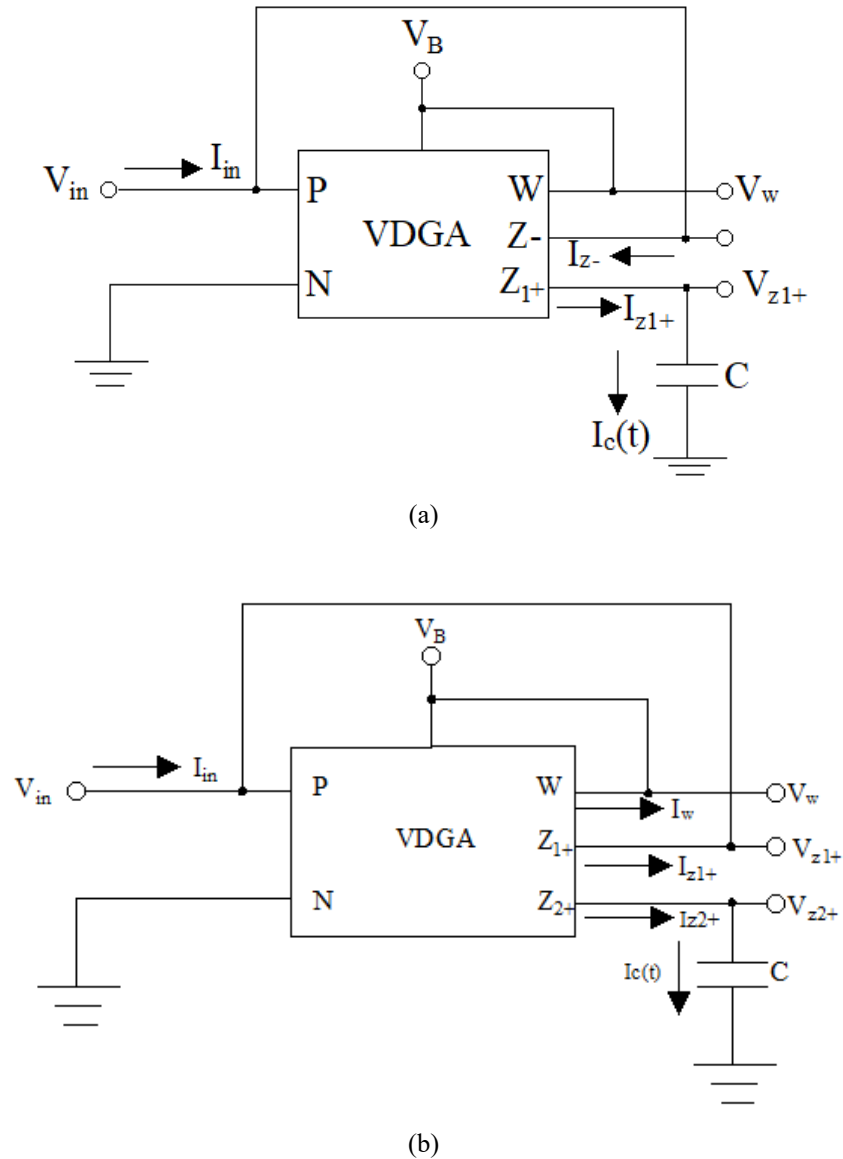 V_B
I_in
V_in
P
W
V_w
VDGA
Z-
I_z-
N
Z_1+
V_z1+
I_z1+
C
I_c(t)
(a)
V_B
I_in
V_in
P
W
V_w
I_w
VDGA
Z_1+
V_z1+
I_z1+
N
Z_2+
V_z2+
Iz2+
Ic(t)
C
(b)